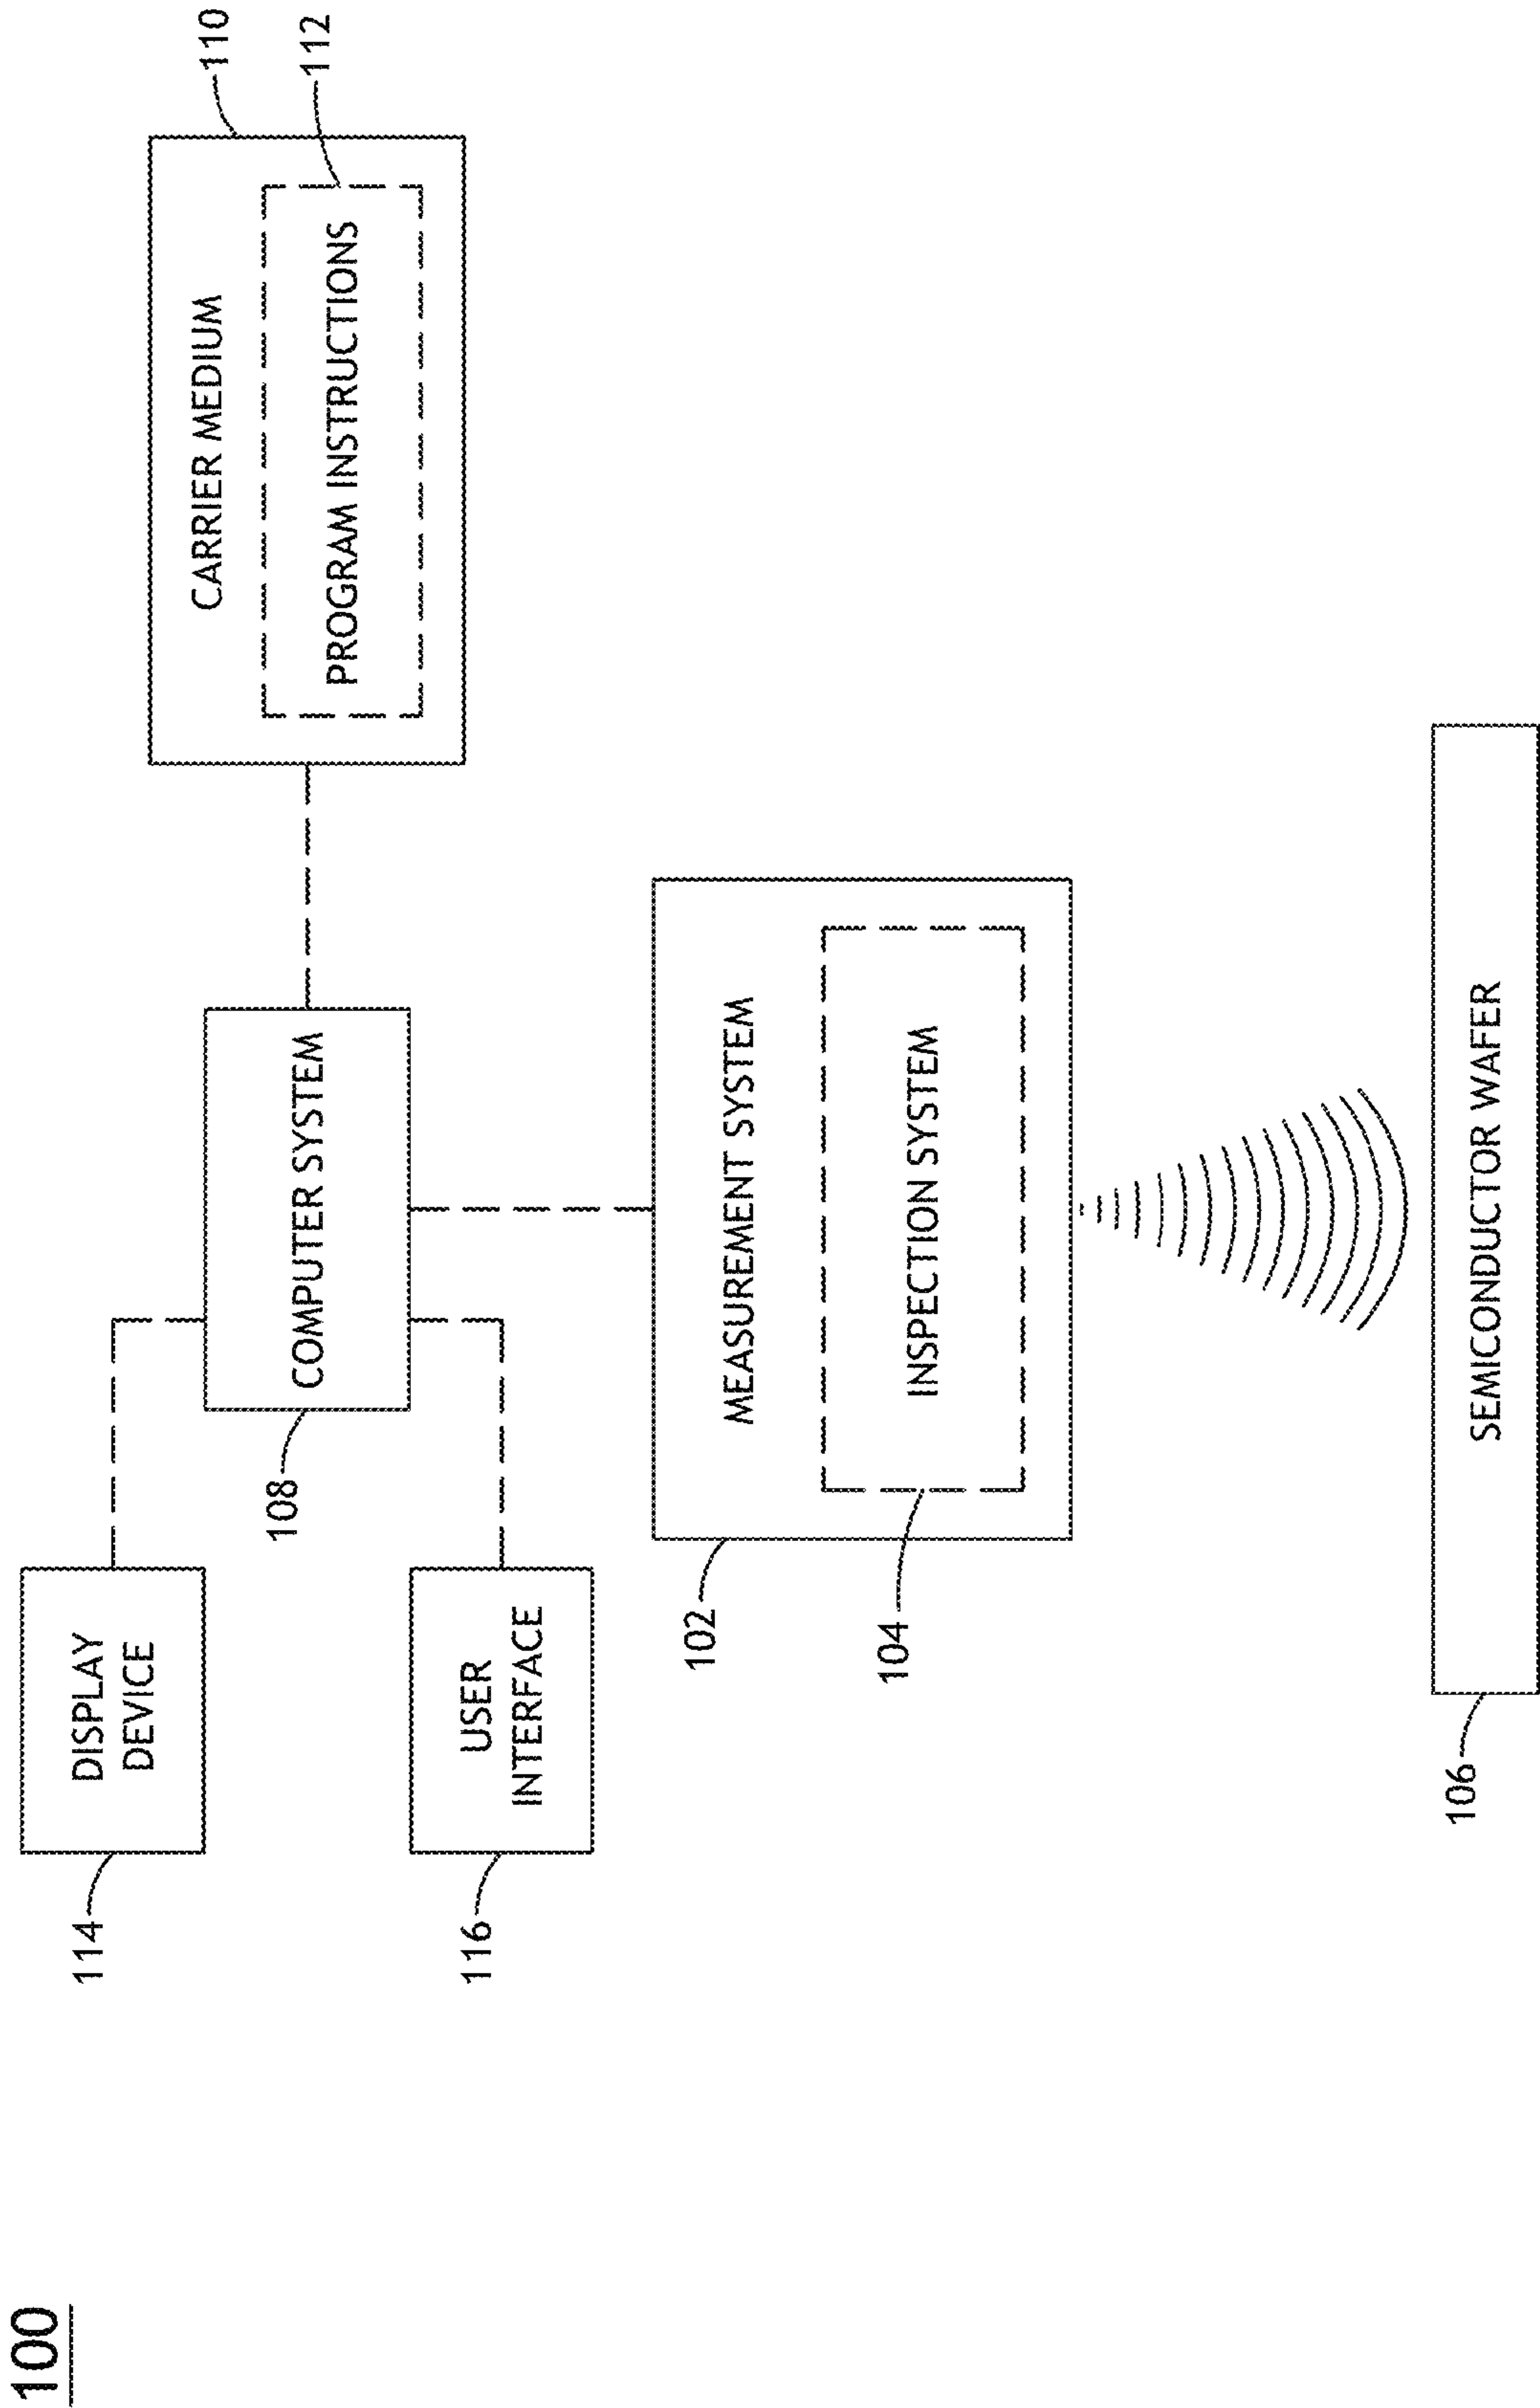 100
114
DISPLAY
DEVICE
116
USER
INTERFACE
108
COMPUTER SYSTEM
110
CARRIER MEDIUM
112
PROGRAM INSTRUCTIONS
102
MEASUREMENT SYSTEM
104
INSPECTION SYSTEM
106
SEMICONDUCTOR WAFER